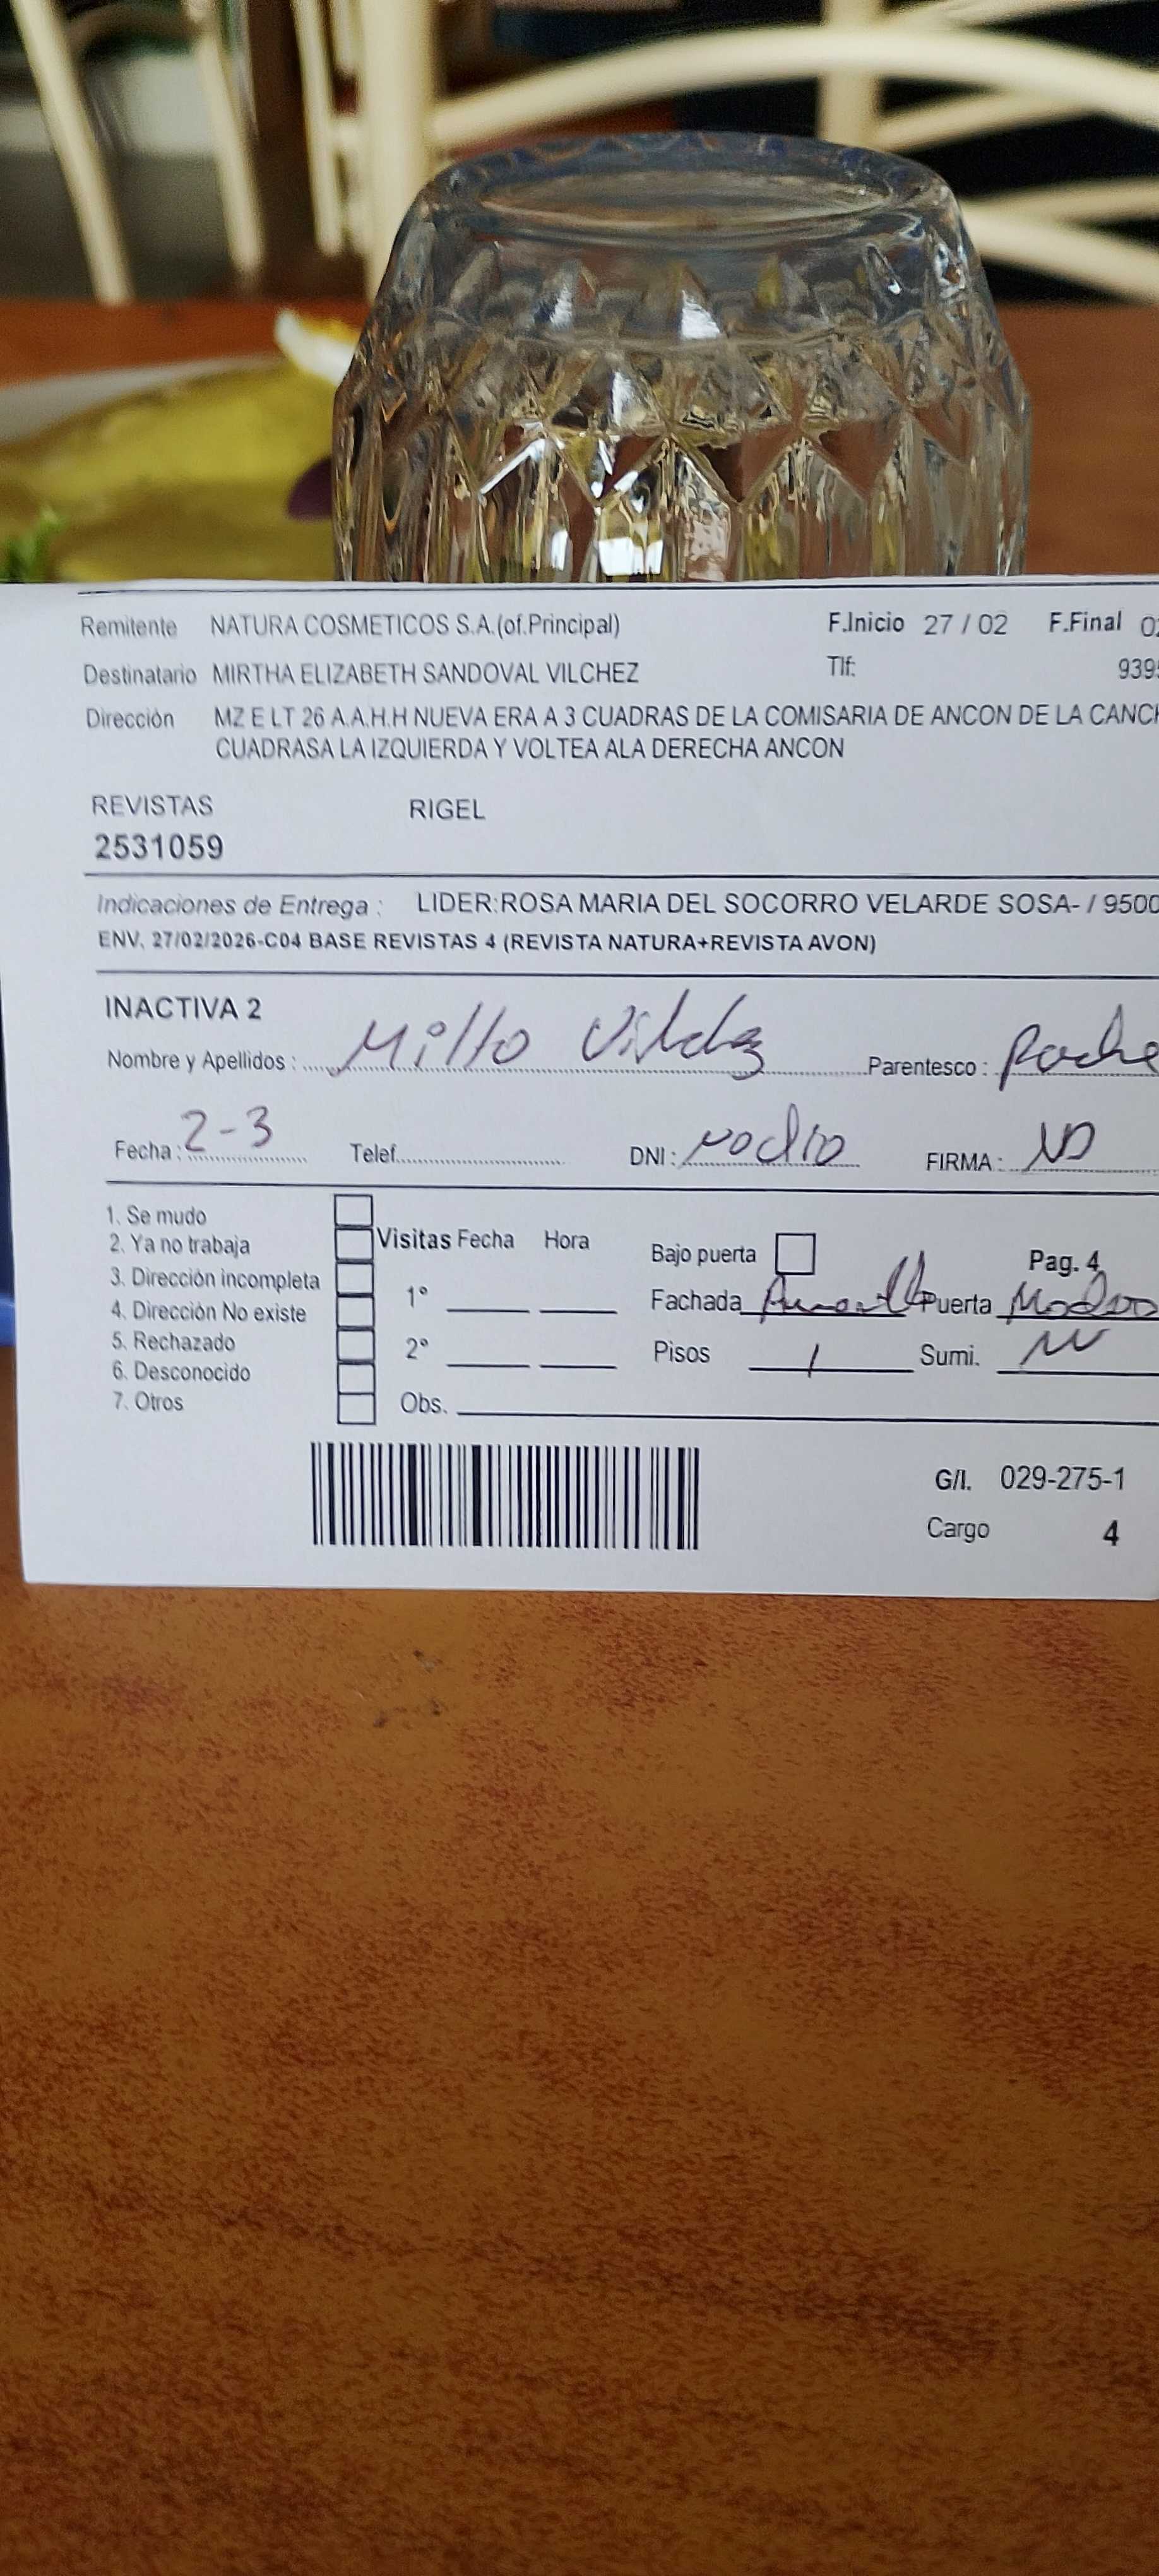 Remitente NATURA COSMETICOS S.A.(of.Principal) F.Inicio 27 / 02 F.Final
Destinatario MIRTHA ELIZABETH SANDOVAL VILCHEZ Tlf: 939
Dirección MZ E LT 26 A.A.H.H NUEVA ERA A 3 CUADRAS DE LA COMISARIA DE ANCON DE LA CANCH
CUADRASA LA IZQUIERDA Y VOLTEA ALA DERECHA ANCON
REVISTAS RIGEL
2531059
Indicaciones de Entrega : LIDER:ROSA MARIA DEL SOCORRO VELARDE SOSA- / 9500
ENV. 27/02/2026-C04 BASE REVISTAS 4 (REVISTA NATURA+REVISTA AVON)
INACTIVA 2
Nombre y Apellidos : Parentesco :
Fecha : 2-3 Telef. DNI : FIRMA :
1. Se mudo
2. Ya no trabaja Visitas Fecha Hora Bajo puerta Pag. 4
3. Dirección incompleta 1° Fachada Puerta
4. Dirección No existe
5. Rechazado 2° Pisos 1 Sumi.
6. Desconocido
7. Otros Obs.
G/I. 029-275-1
Cargo 4